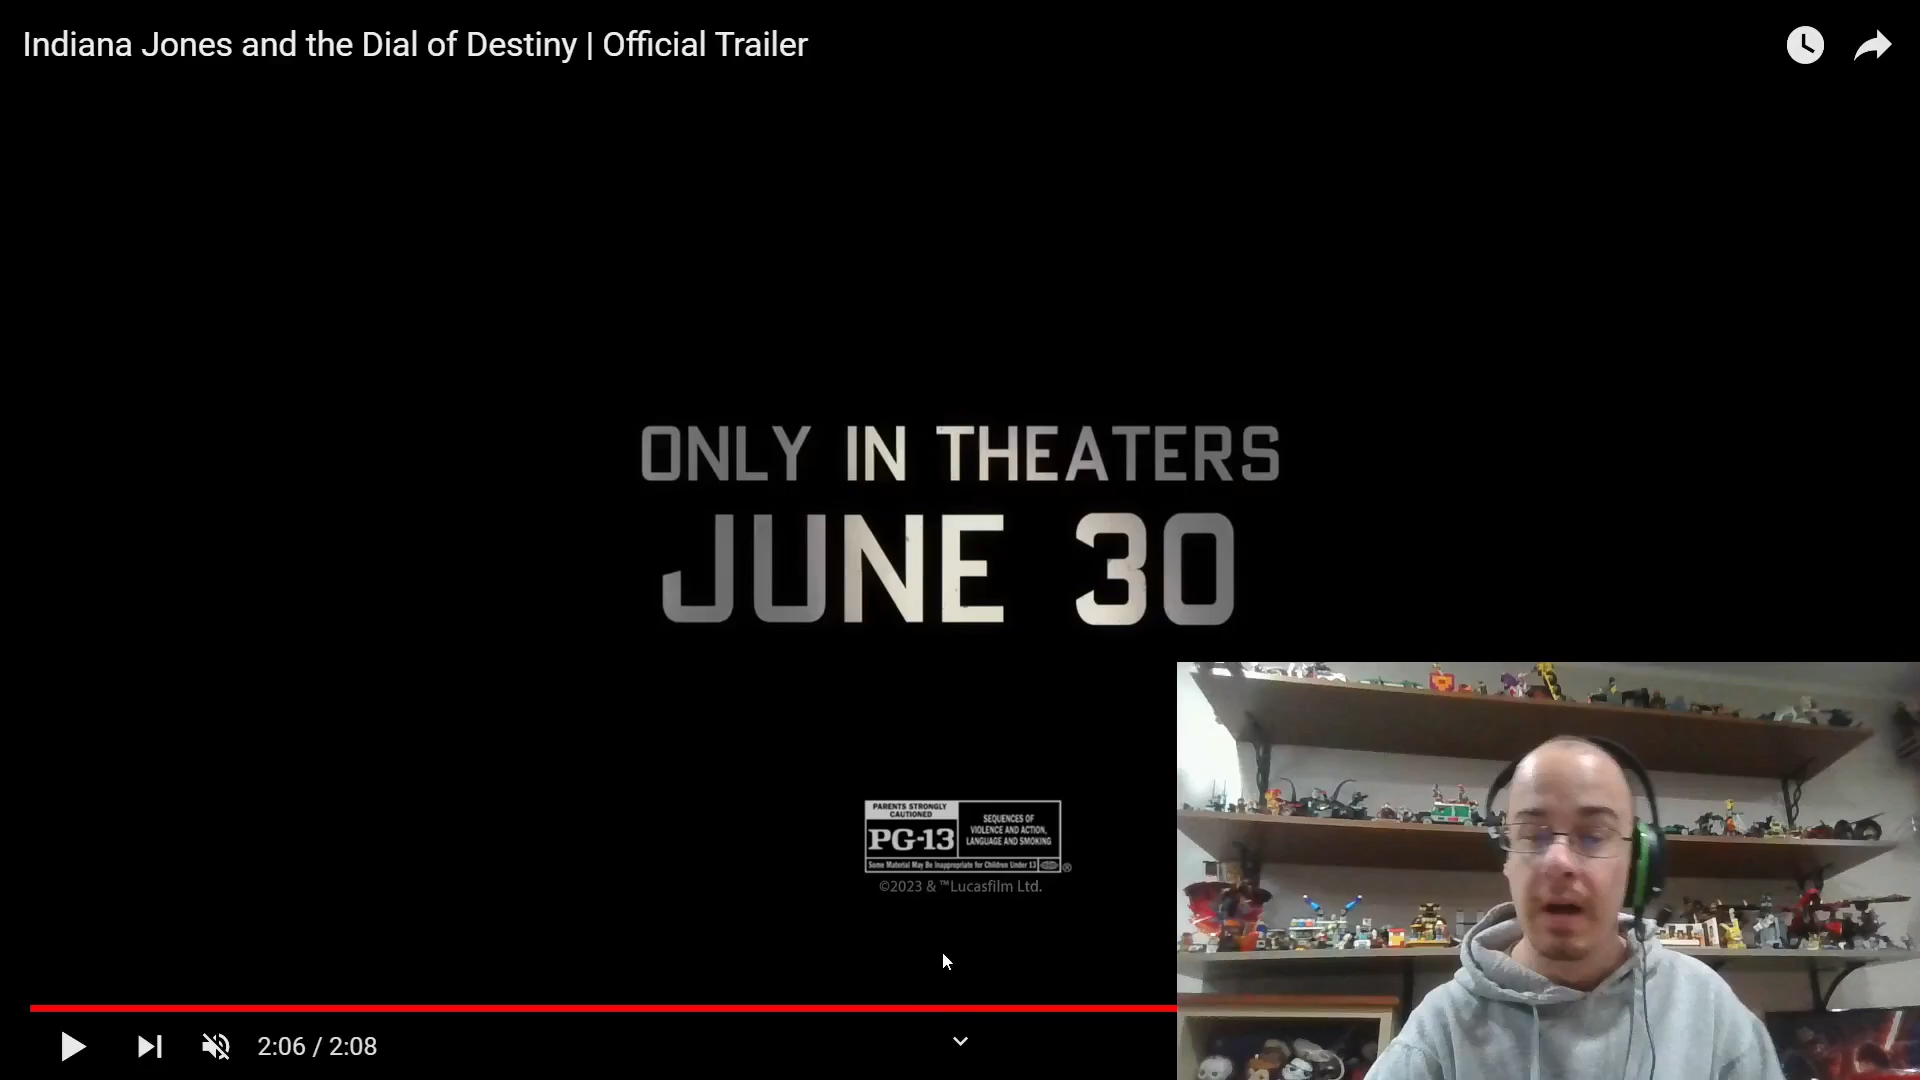 Indiana Jones and the Dial of Destiny | Official Trailer
ONLY IN THEATERS
JUNE 30
PARENTS STRONGLY
CAUTIONED
PG-13
SEQUENCES OF
VIOLENCE AND ACTION,
LANGUAGE AND SMOKING
Some Material May Be Inappropriate for Children Under 13
®
©2023 & ™Lucasfilm Ltd.
2:06 / 2:08